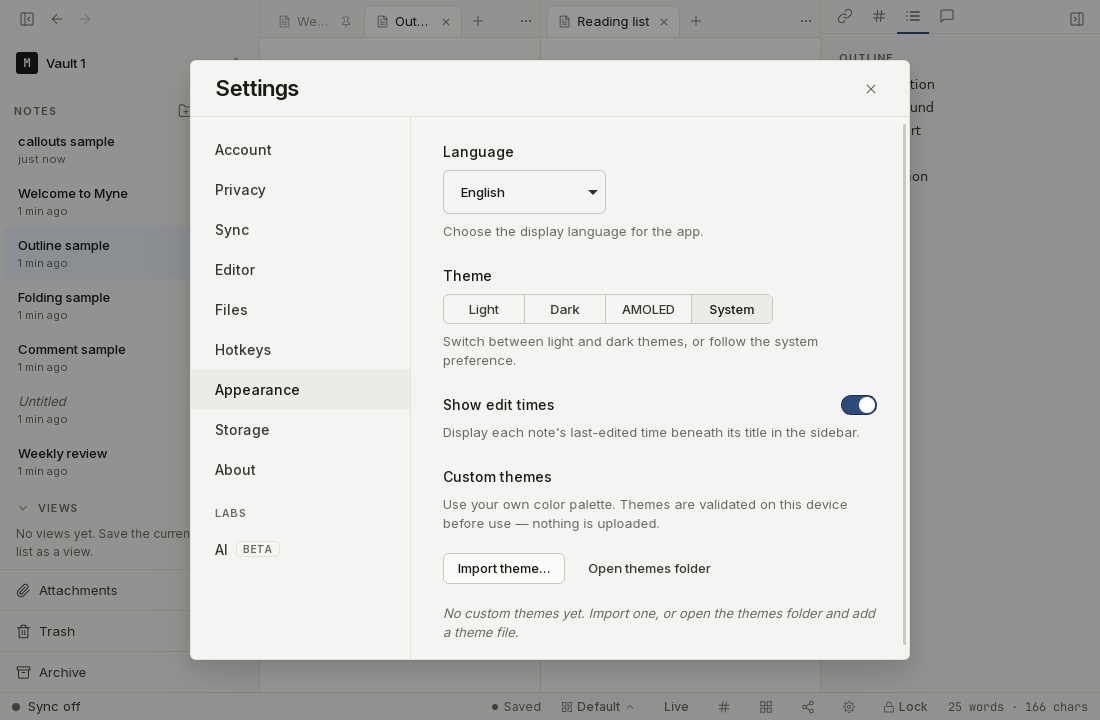 We...
Out...
Reading list
Vault 1
NOTES
callouts sample
just now
Welcome to Myne
1 min ago
Outline sample
1 min ago
Folding sample
1 min ago
Comment sample
1 min ago
Untitled
1 min ago
Weekly review
1 min ago
VIEWS
No views yet. Save the curren
list as a view.
Attachments
Trash
Archive
Settings
Account
Privacy
Sync
Editor
Files
Hotkeys
Appearance
Storage
About
LABS
AI BETA
Language
English
Choose the display language for the app.
Theme
Light Dark AMOLED System
Switch between light and dark themes, or follow the system
preference.
Show edit times
Display each note's last-edited time beneath its title in the sidebar.
Custom themes
Use your own color palette. Themes are validated on this device
before use — nothing is uploaded.
Import theme... Open themes folder
No custom themes yet. Import one, or open the themes folder and add
a theme file.
Sync off
Saved
Default
Live
Lock
25 words · 166 chars